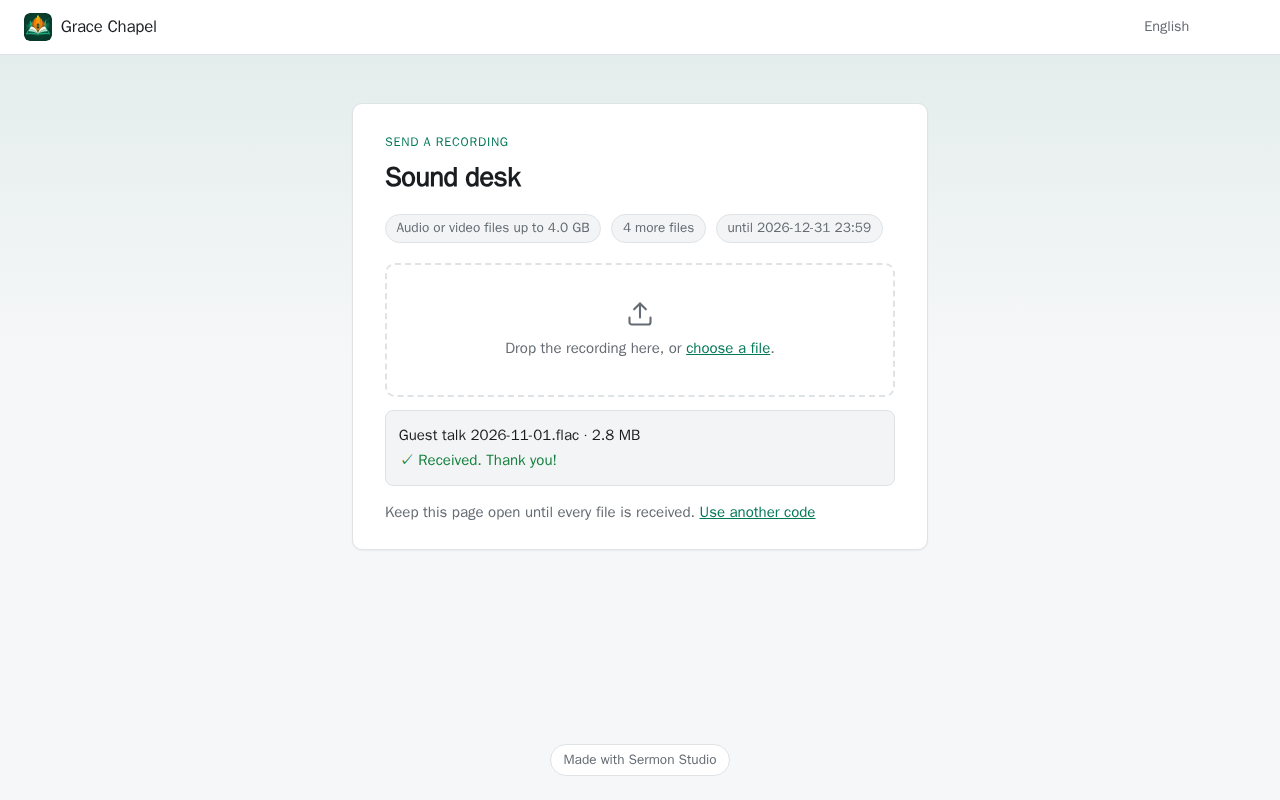 Grace Chapel
English
SEND A RECORDING
Sound desk
Audio or video files up to 4.0 GB
4 more files
until 2026-12-31 23:59
Drop the recording here, or choose a file.
Guest talk 2026-11-01.flac · 2.8 MB
✓ Received. Thank you!
Keep this page open until every file is received. Use another code
Made with Sermon Studio